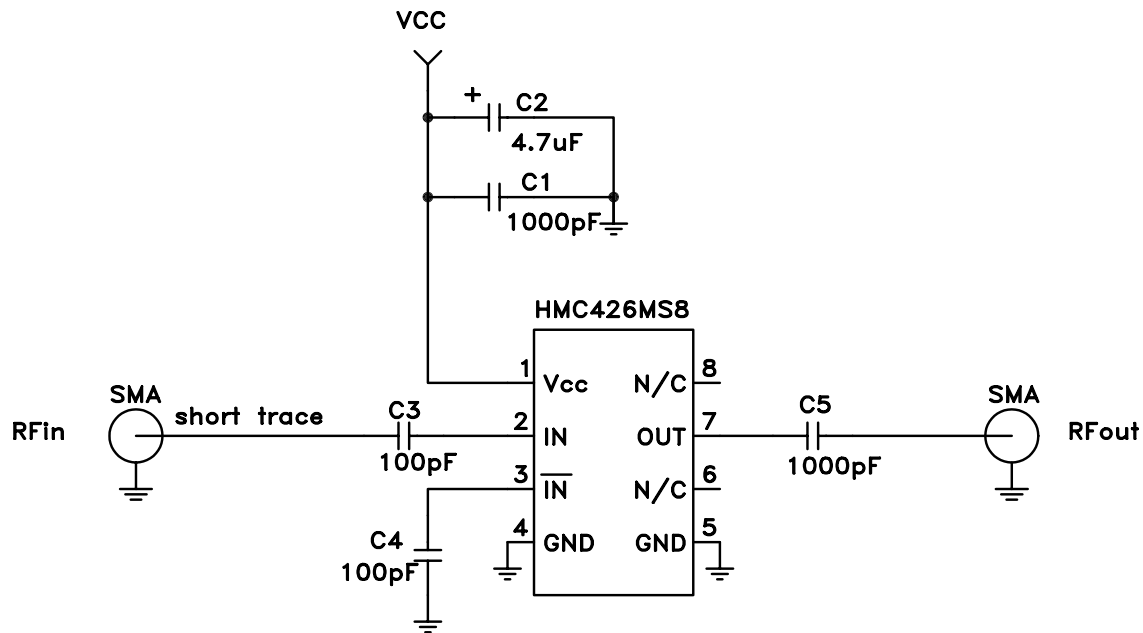 VCC
+
C2
4.7uF
C1
1000pF
HMC426MS8
1
Vcc
N/C
8
SMA
RFin
short trace
C3
100pF
2
IN
OUT
7
C5
1000pF
SMA
RFout
3
IN
N/C
6
4
GND
GND
5
C4
100pF